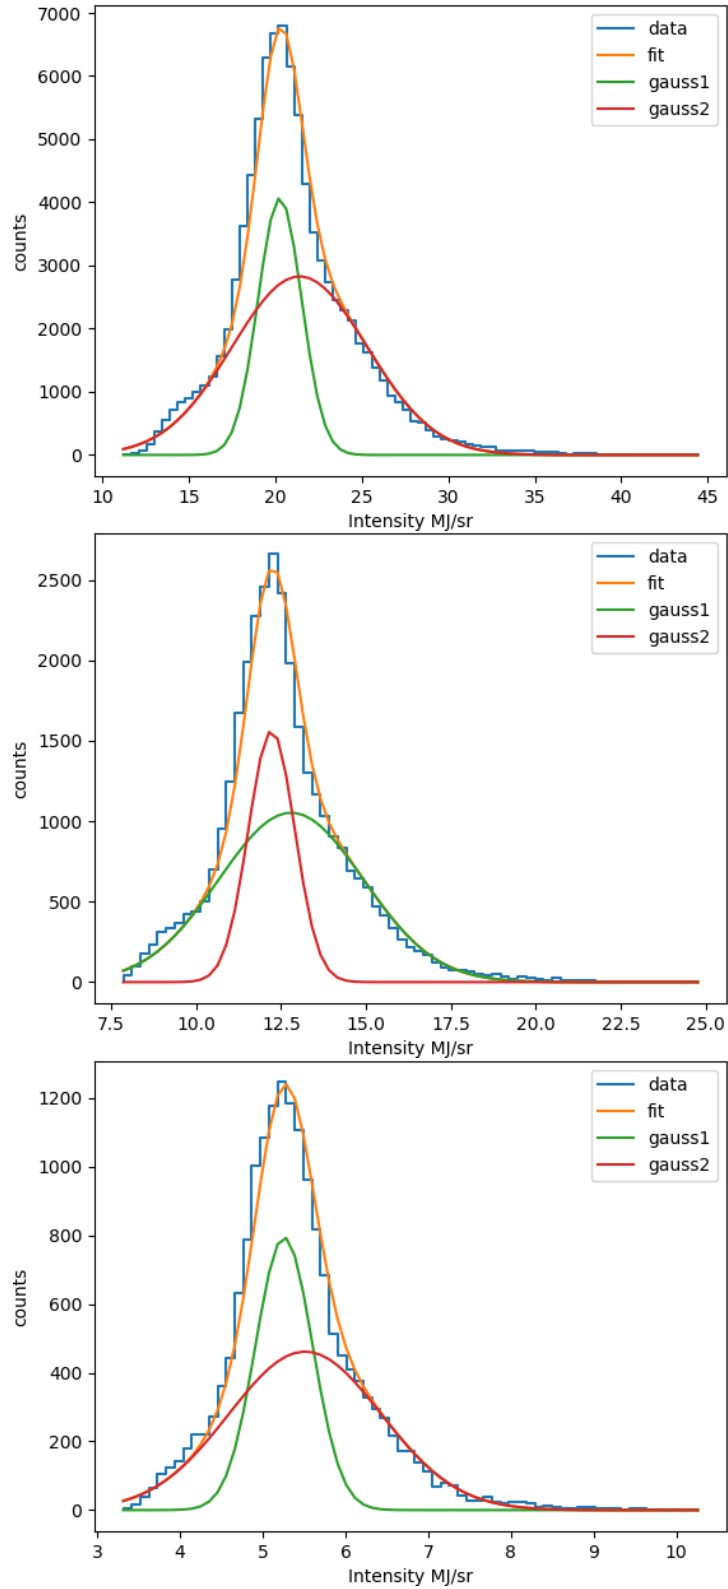 7000
6000
5000
4000
3000
2000
1000
0
counts
data
fit
gauss1
gauss2
10 15 20 25 30 35 40 45
Intensity MJ/sr
2500
2000
1500
1000
500
0
counts
data
fit
gauss1
gauss2
7.5 10.0 12.5 15.0 17.5 20.0 22.5 25.0
Intensity MJ/sr
1200
1000
800
600
400
200
0
counts
data
fit
gauss1
gauss2
3 4 5 6 7 8 9 10
Intensity MJ/sr